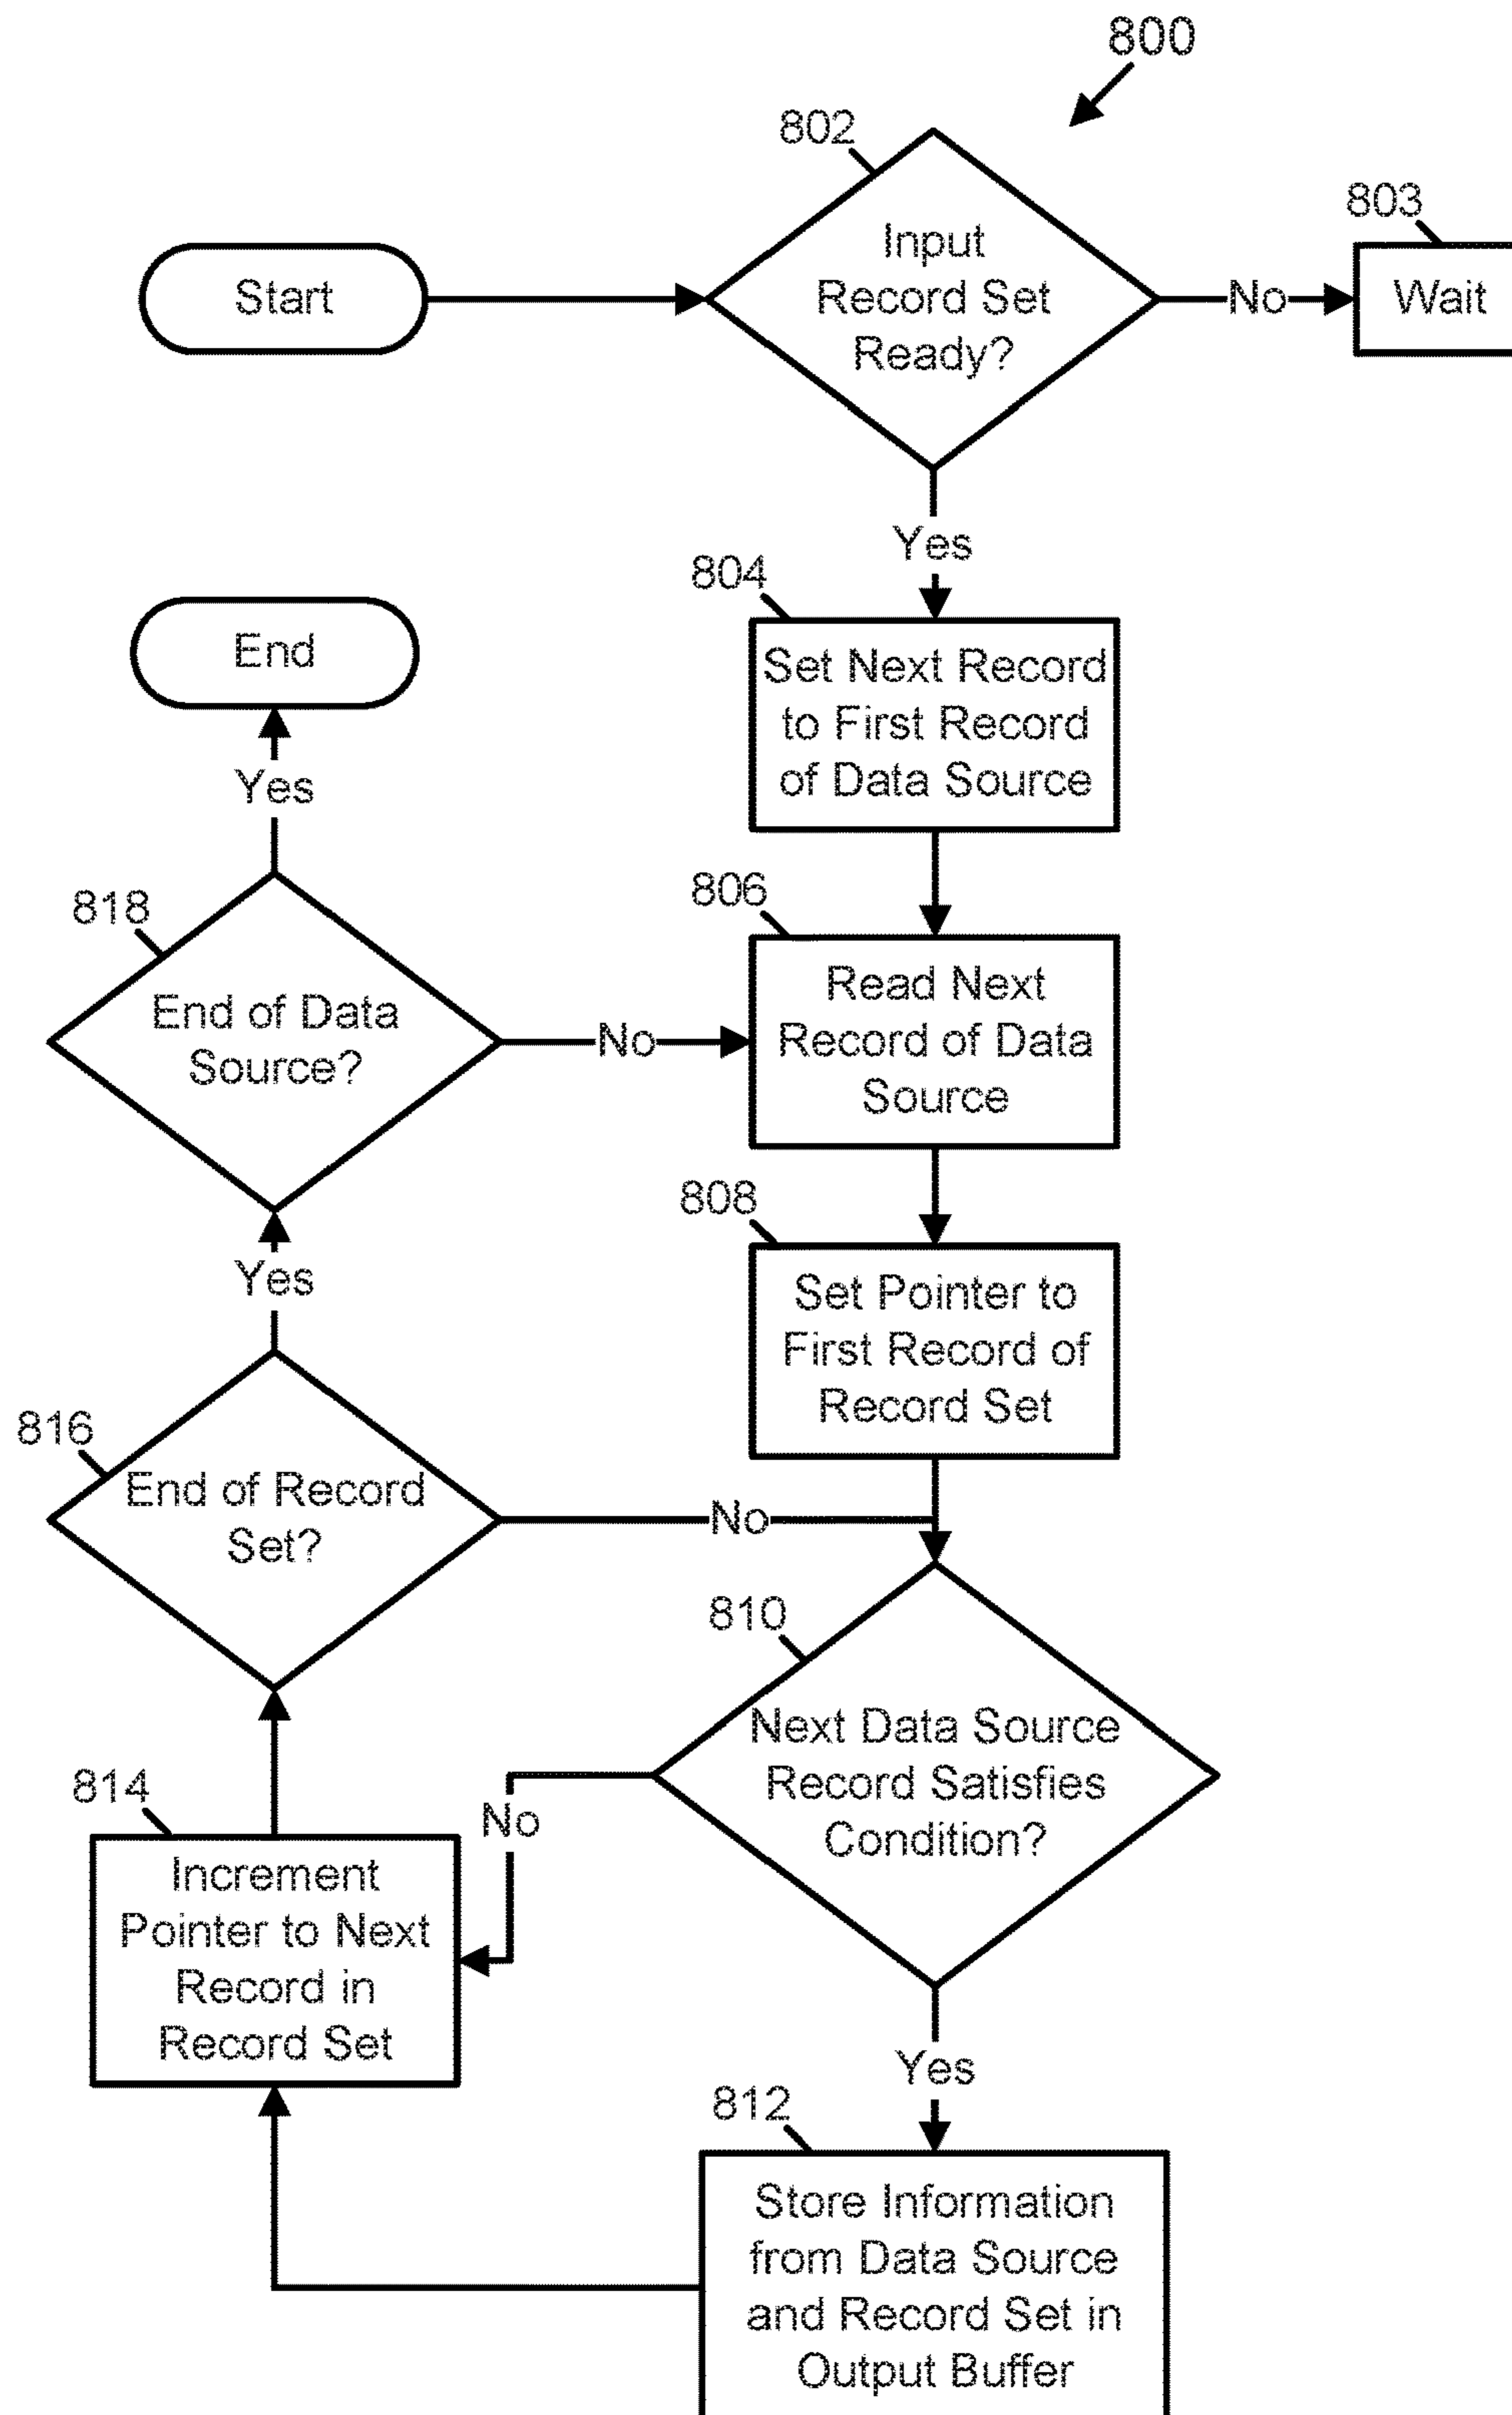 800
802
803
Input
Record Set
Ready?
Start
No
Wait
Yes
804
Set Next Record
to First Record
of Data Source
End
Yes
806
818
Read Next
Record of Data
Source
End of Data
Source?
No
808
Yes
Set Pointer to
First Record of
Record Set
816
End of Record
Set?
No
810
Next Data Source
Record Satisfies
Condition?
814
No
Increment
Pointer to Next
Record in
Record Set
Yes
812
Store Information
from Data Source
and Record Set in
Output Buffer